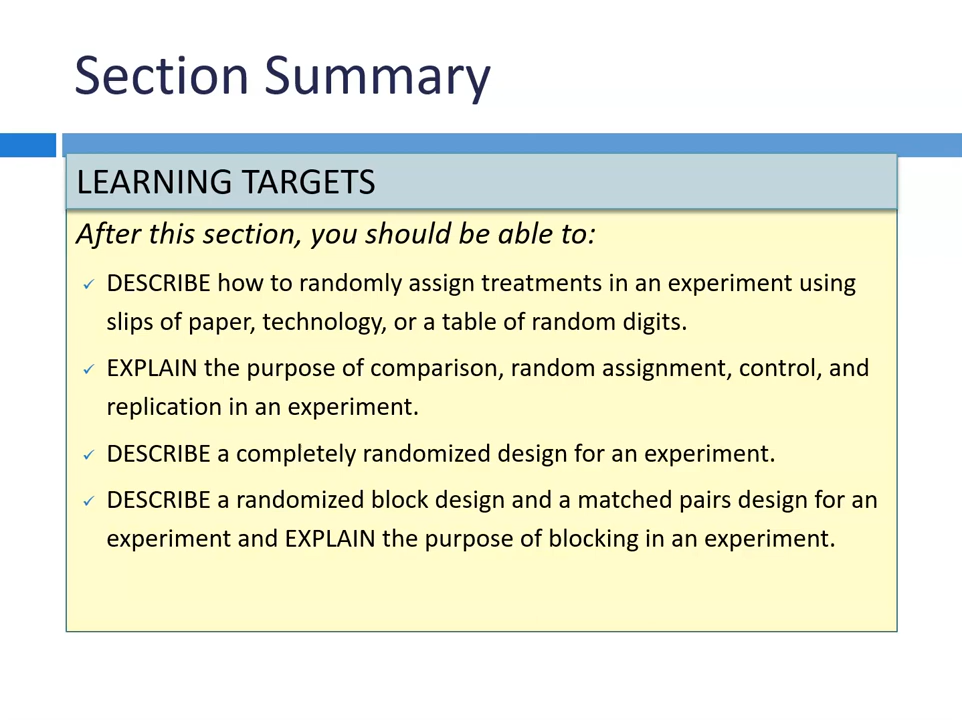 Section Summary
LEARNING TARGETS
After this section, you should be able to:
✓ DESCRIBE how to randomly assign treatments in an experiment using
slips of paper, technology, or a table of random digits.
✓ EXPLAIN the purpose of comparison, random assignment, control, and
replication in an experiment.
✓ DESCRIBE a completely randomized design for an experiment.
✓ DESCRIBE a randomized block design and a matched pairs design for an
experiment and EXPLAIN the purpose of blocking in an experiment.